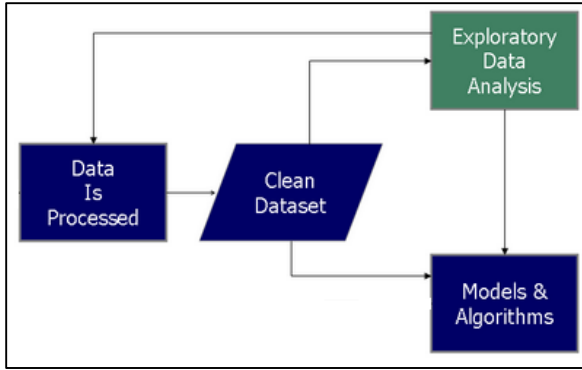 Exploratory
Data
Analysis
Data
Is
Processed
Clean
Dataset
Models &
Algorithms